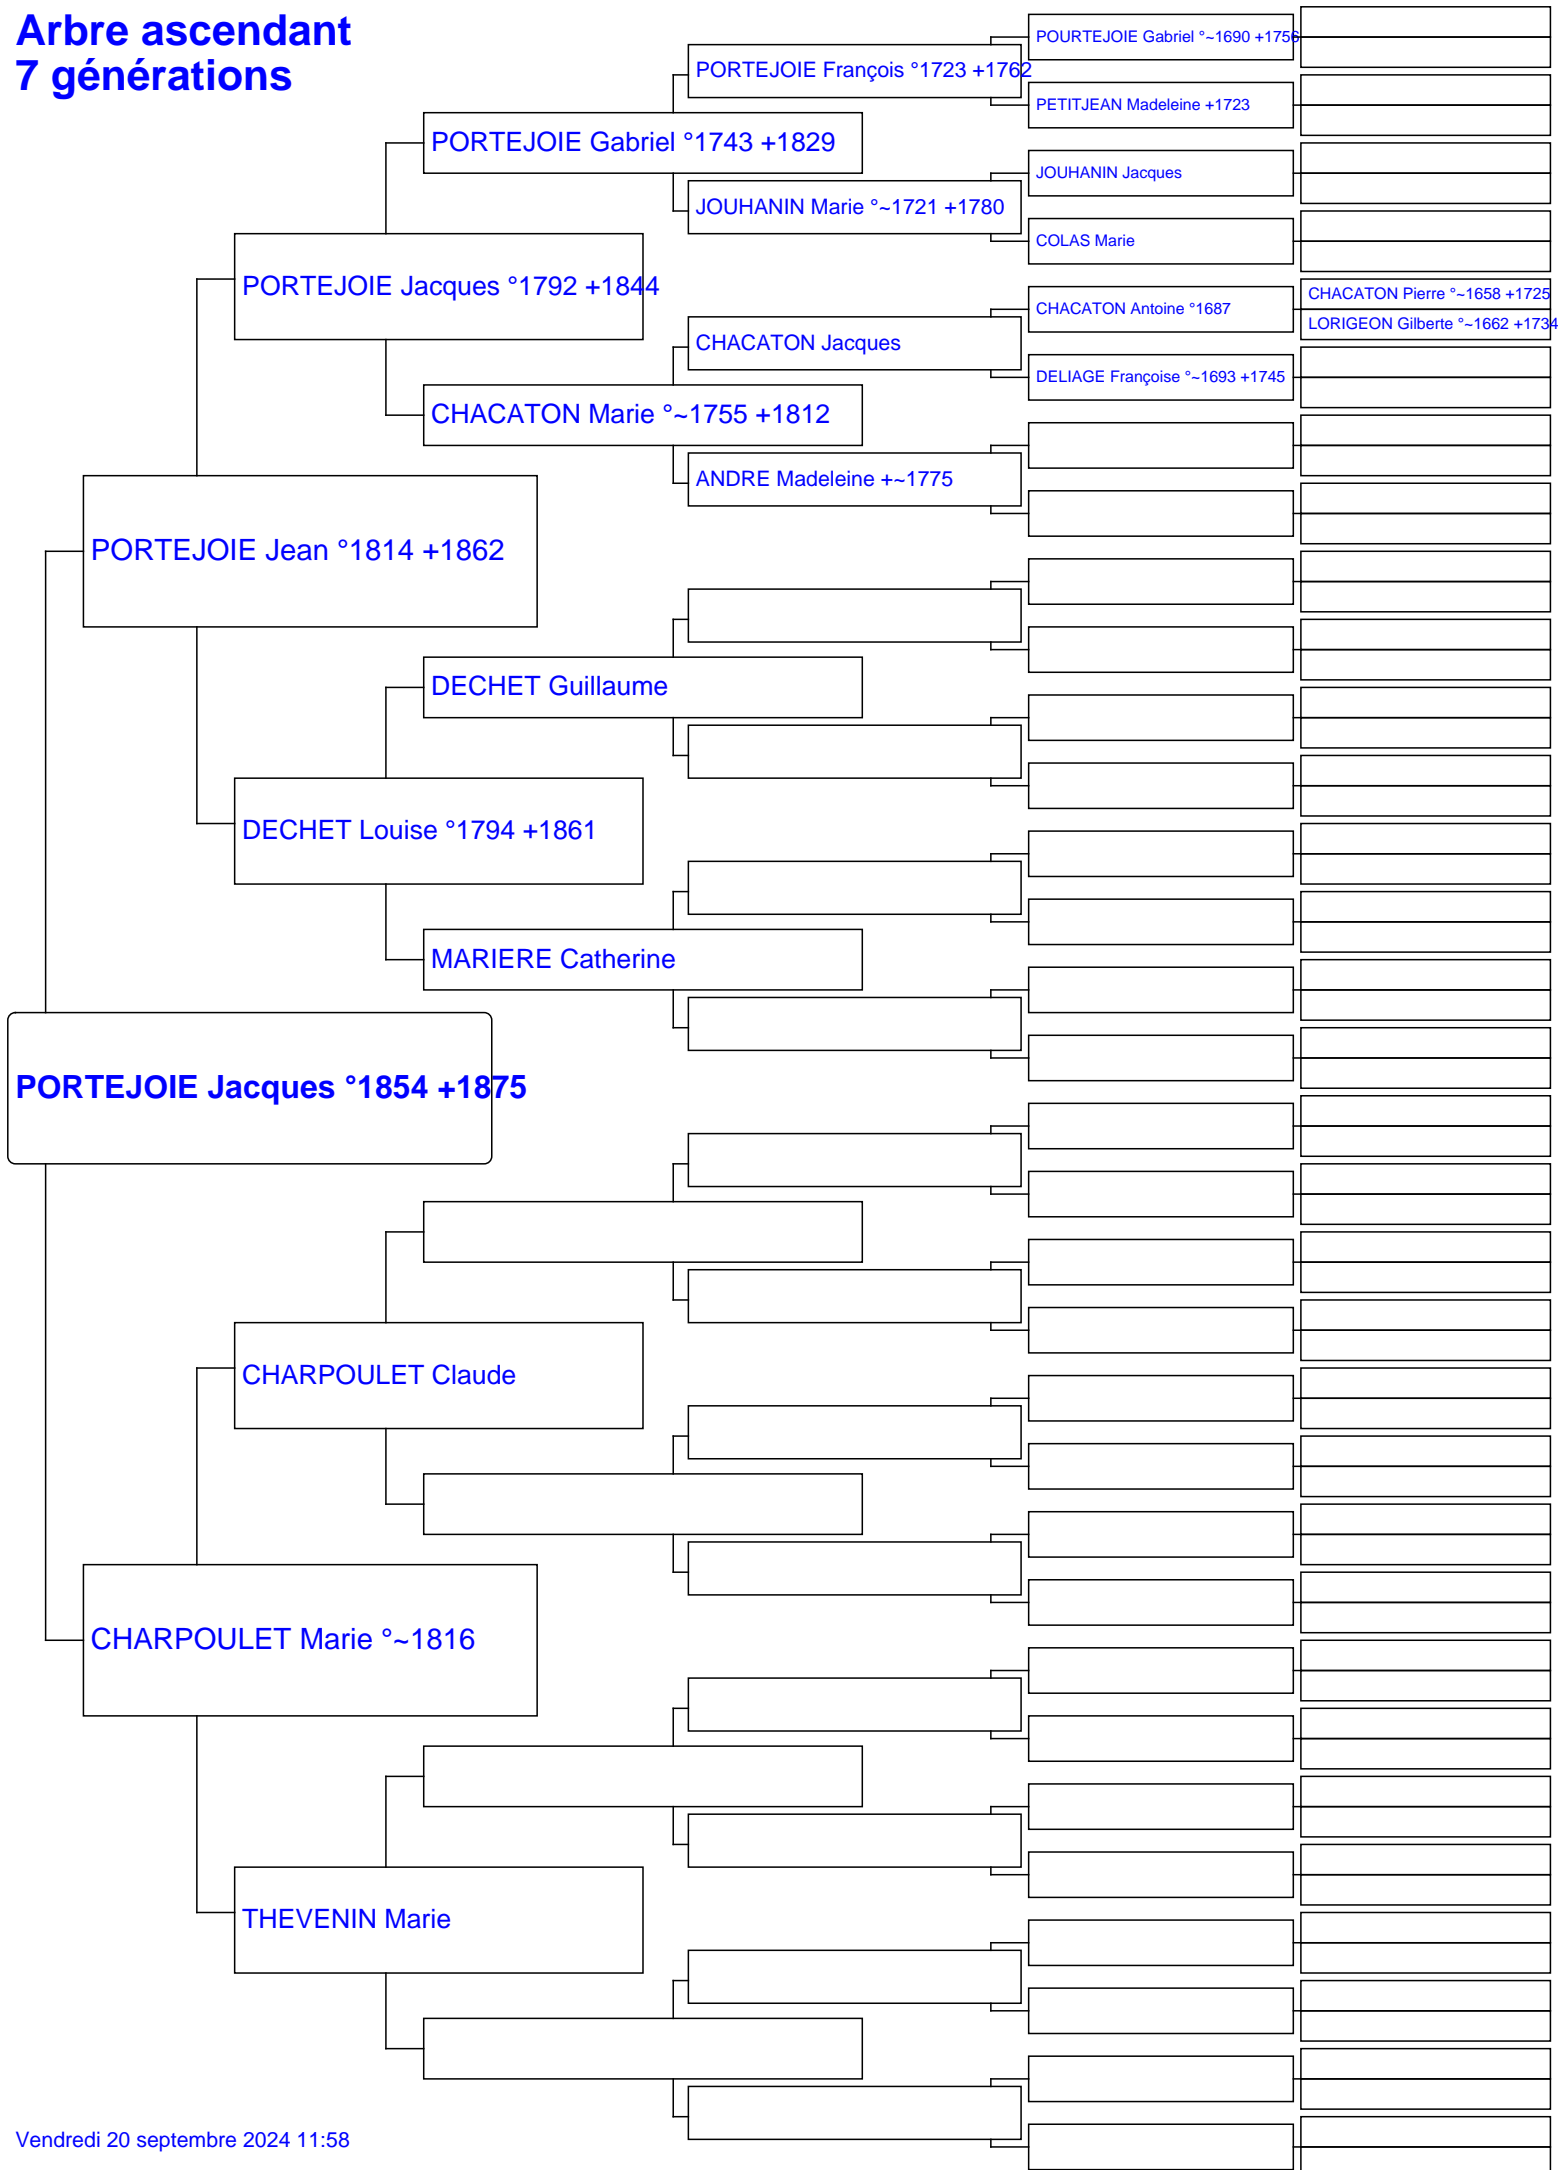 Arbre ascendant
7 générations
POURTEJOIE Gabriel °~1690 +1756
PORTEJOIE François °1723 +1762
PETITJEAN Madeleine +1723
PORTEJOIE Gabriel °1743 +1829
JOUHANIN Jacques
JOUHANIN Marie °~1721 +1780
COLAS Marie
PORTEJOIE Jacques °1792 +1844
CHACATON Pierre °~1658 +1725
CHACATON Antoine °1687
LORIGEON Gilberte °~1662 +1734
CHACATON Jacques
DELIAGE Françoise °~1693 +1745
CHACATON Marie °~1755 +1812
ANDRE Madeleine +~1775
PORTEJOIE Jean °1814 +1862
DECHET Guillaume
DECHET Louise °1794 +1861
MARIERE Catherine
PORTEJOIE Jacques °1854 +1875
CHARPOULET Claude
CHARPOULET Marie °~1816
THEVENIN Marie
Vendredi 20 septembre 2024 11:58